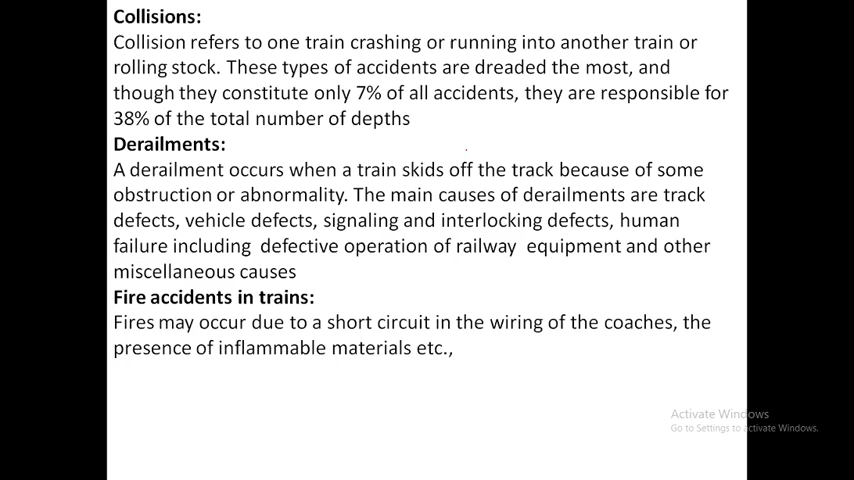 Collisions:
Collision refers to one train crashing or running into another train or
rolling stock. These types of accidents are dreaded the most, and
though they constitute only 7% of all accidents, they are responsible for
38% of the total number of depths
Derailments:
A derailment occurs when a train skids off the track because of some
obstruction or abnormality. The main causes of derailments are track
defects, vehicle defects, signaling and interlocking defects, human
failure including  defective operation of railway  equipment and other
miscellaneous causes
Fire accidents in trains:
Fires may occur due to a short circuit in the wiring of the coaches, the
presence of inflammable materials etc.,
Activate Windows
Go to Settings to activate Windows.